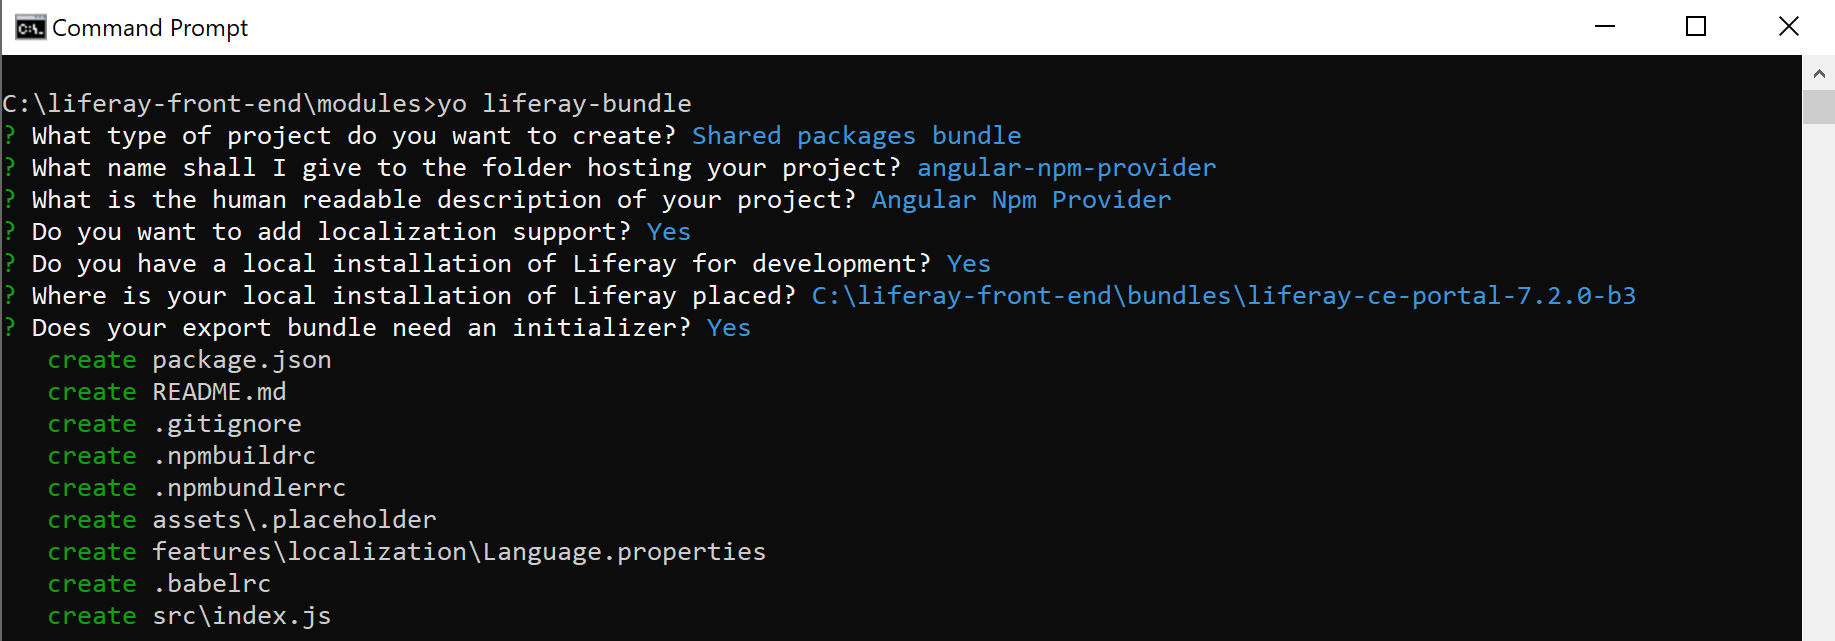 Command Prompt
C:\liferay-front-end\modules>yo liferay-bundle
? What type of project do you want to create? Shared packages bundle
? What name shall I give to the folder hosting your project? angular-npm-provider
? What is the human readable description of your project? Angular Npm Provider
? Do you want to add localization support? Yes
? Do you have a local installation of Liferay for development? Yes
? Where is your local installation of Liferay placed? C:\liferay-front-end\bundles\liferay-ce-portal-7.2.0-b3
? Does your export bundle need an initializer? Yes
create package.json
create README.md
create .gitignore
create .npmbuildrc
create .npmbundlerrc
create assets\.placeholder
create features\localization\Language.properties
create .babelrc
create src\index.js